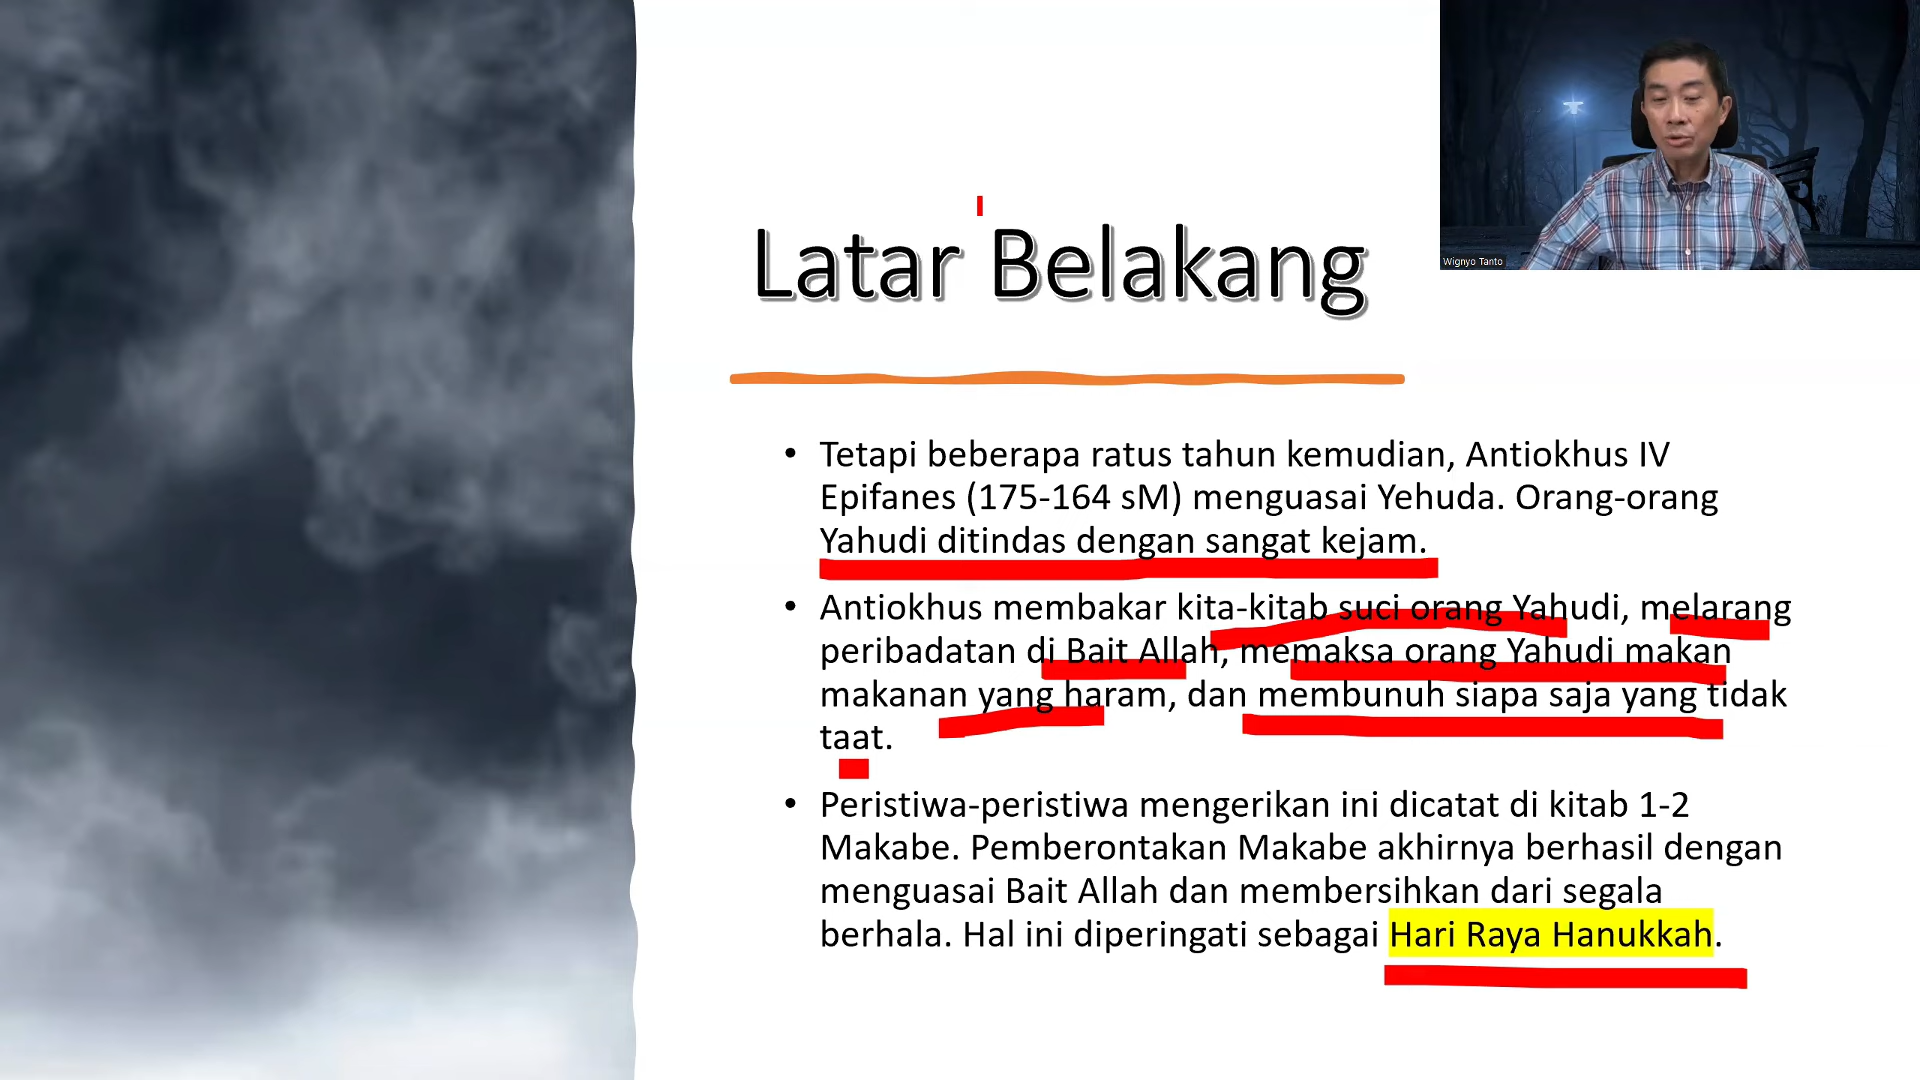 Wignyo Tanto
Latar Belakang
• Tetapi beberapa ratus tahun kemudian, Antiokhus IV
Epifanes (175-164 sM) menguasai Yehuda. Orang-orang
Yahudi ditindas dengan sangat kejam.
• Antiokhus membakar kita-kitab suci orang Yahudi, melarang
peribadatan di Bait Allah, memaksa orang Yahudi makan
makanan yang haram, dan membunuh siapa saja yang tidak
taat.
• Peristiwa-peristiwa mengerikan ini dicatat di kitab 1-2
Makabe. Pemberontakan Makabe akhirnya berhasil dengan
menguasai Bait Allah dan membersihkan dari segala
berhala. Hal ini diperingati sebagai Hari Raya Hanukkah.